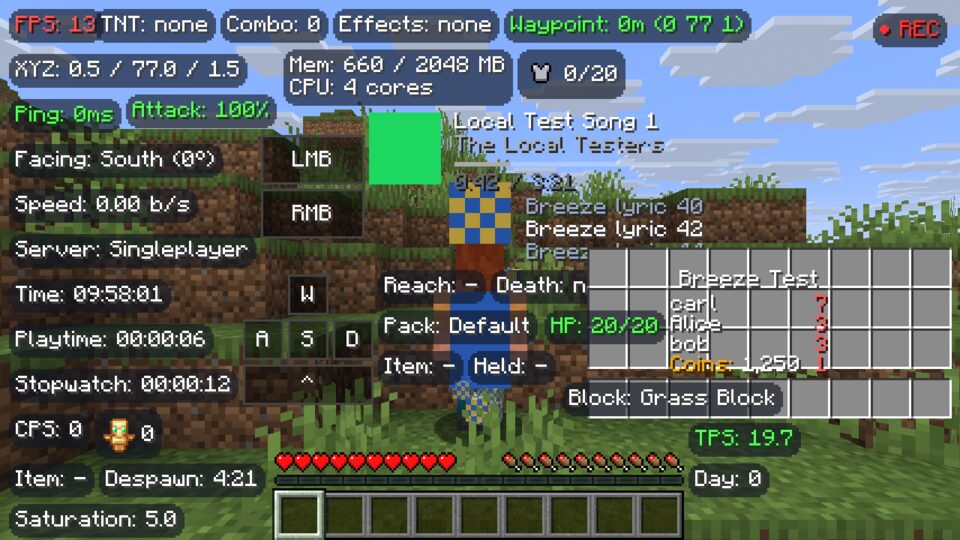 FPS: 13 TNT: none Combo: 0 Effects: none Waypoint: 0m (0 77 1) REC
XYZ: 0.5 / 77.0 / 1.5
Mem: 660 / 2048 MB
CPU: 4 cores
0/20
Ping: 0ms Attack: 100%
Local Test Song 1
The Local Testers
Facing: South (0°)
LMB
0:42 / 3:21
Speed: 0.00 b/s
RMB
Breeze lyric 40
Breeze lyric 42
Server: Singleplayer
Breeze
Breeze Test
Time: 09:58:01
W
Reach: - Death: n
carl 7
Alice 3
Pack: Default HP: 20/20
Playtime: 00:00:06
A S D
bob 3
Item: - Held: -
Coins: 1,250 1
Stopwatch: 00:00:12
^
Block: Grass Block
CPS: 0
0
TPS: 19.7
Item: - Despawn: 4:21
Day: 0
Saturation: 5.0